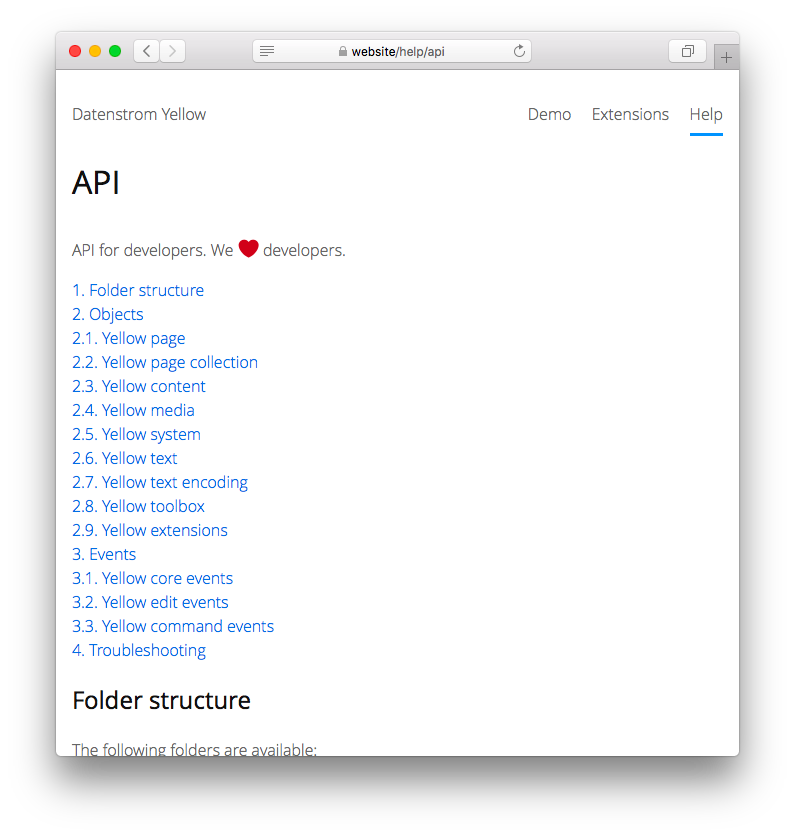 website/help/api
Datenstrom Yellow Demo Extensions Help
API
API for developers. We ❤ developers.
1. Folder structure
2. Objects
2.1. Yellow page
2.2. Yellow page collection
2.3. Yellow content
2.4. Yellow media
2.5. Yellow system
2.6. Yellow text
2.7. Yellow text encoding
2.8. Yellow toolbox
2.9. Yellow extensions
3. Events
3.1. Yellow core events
3.2. Yellow edit events
3.3. Yellow command events
4. Troubleshooting
Folder structure
The following folders are available: